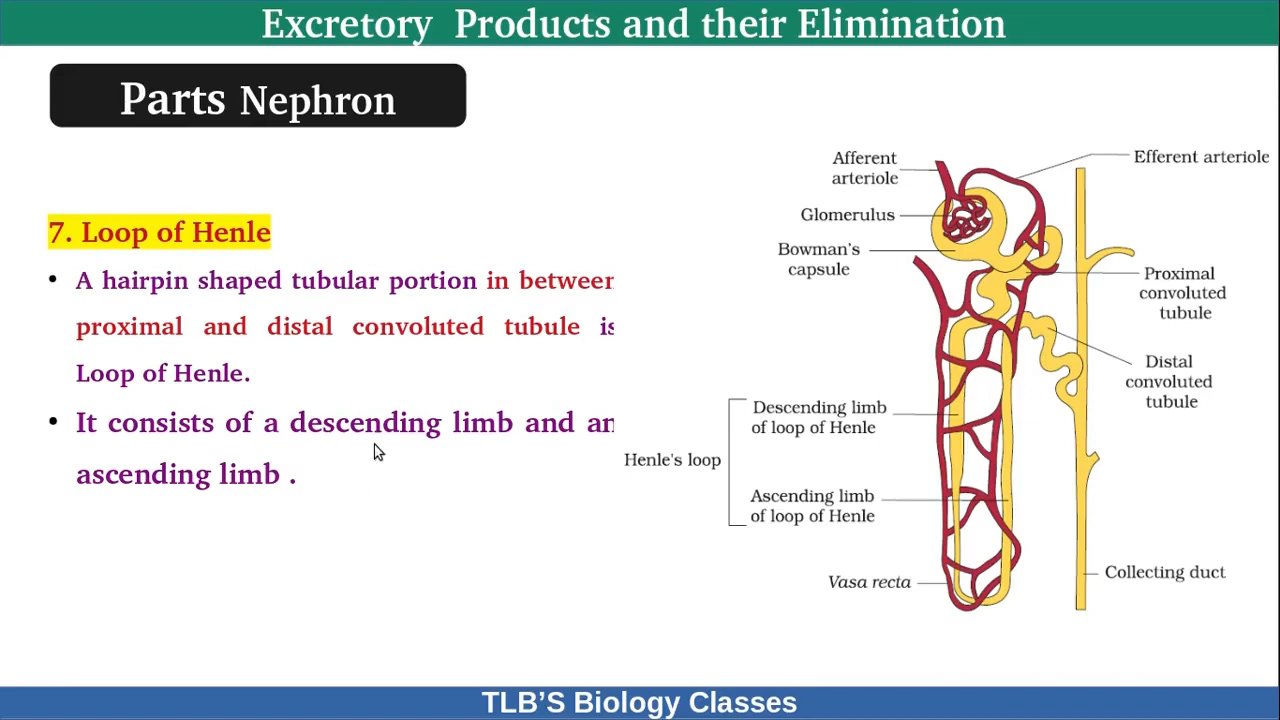 Excretory Products and their Elimination
Parts Nephron
7. Loop of Henle
• A hairpin shaped tubular portion in between
proximal and distal convoluted tubule is
Loop of Henle.
• It consists of a descending limb and an
ascending limb .
Afferent
arteriole
Efferent arteriole
Glomerulus
Bowman's
capsule
Proximal
convoluted
tubule
Distal
convoluted
tubule
Descending limb
of loop of Henle
Henle's loop
Ascending limb
of loop of Henle
Vasa recta
Collecting duct
TLB'S Biology Classes